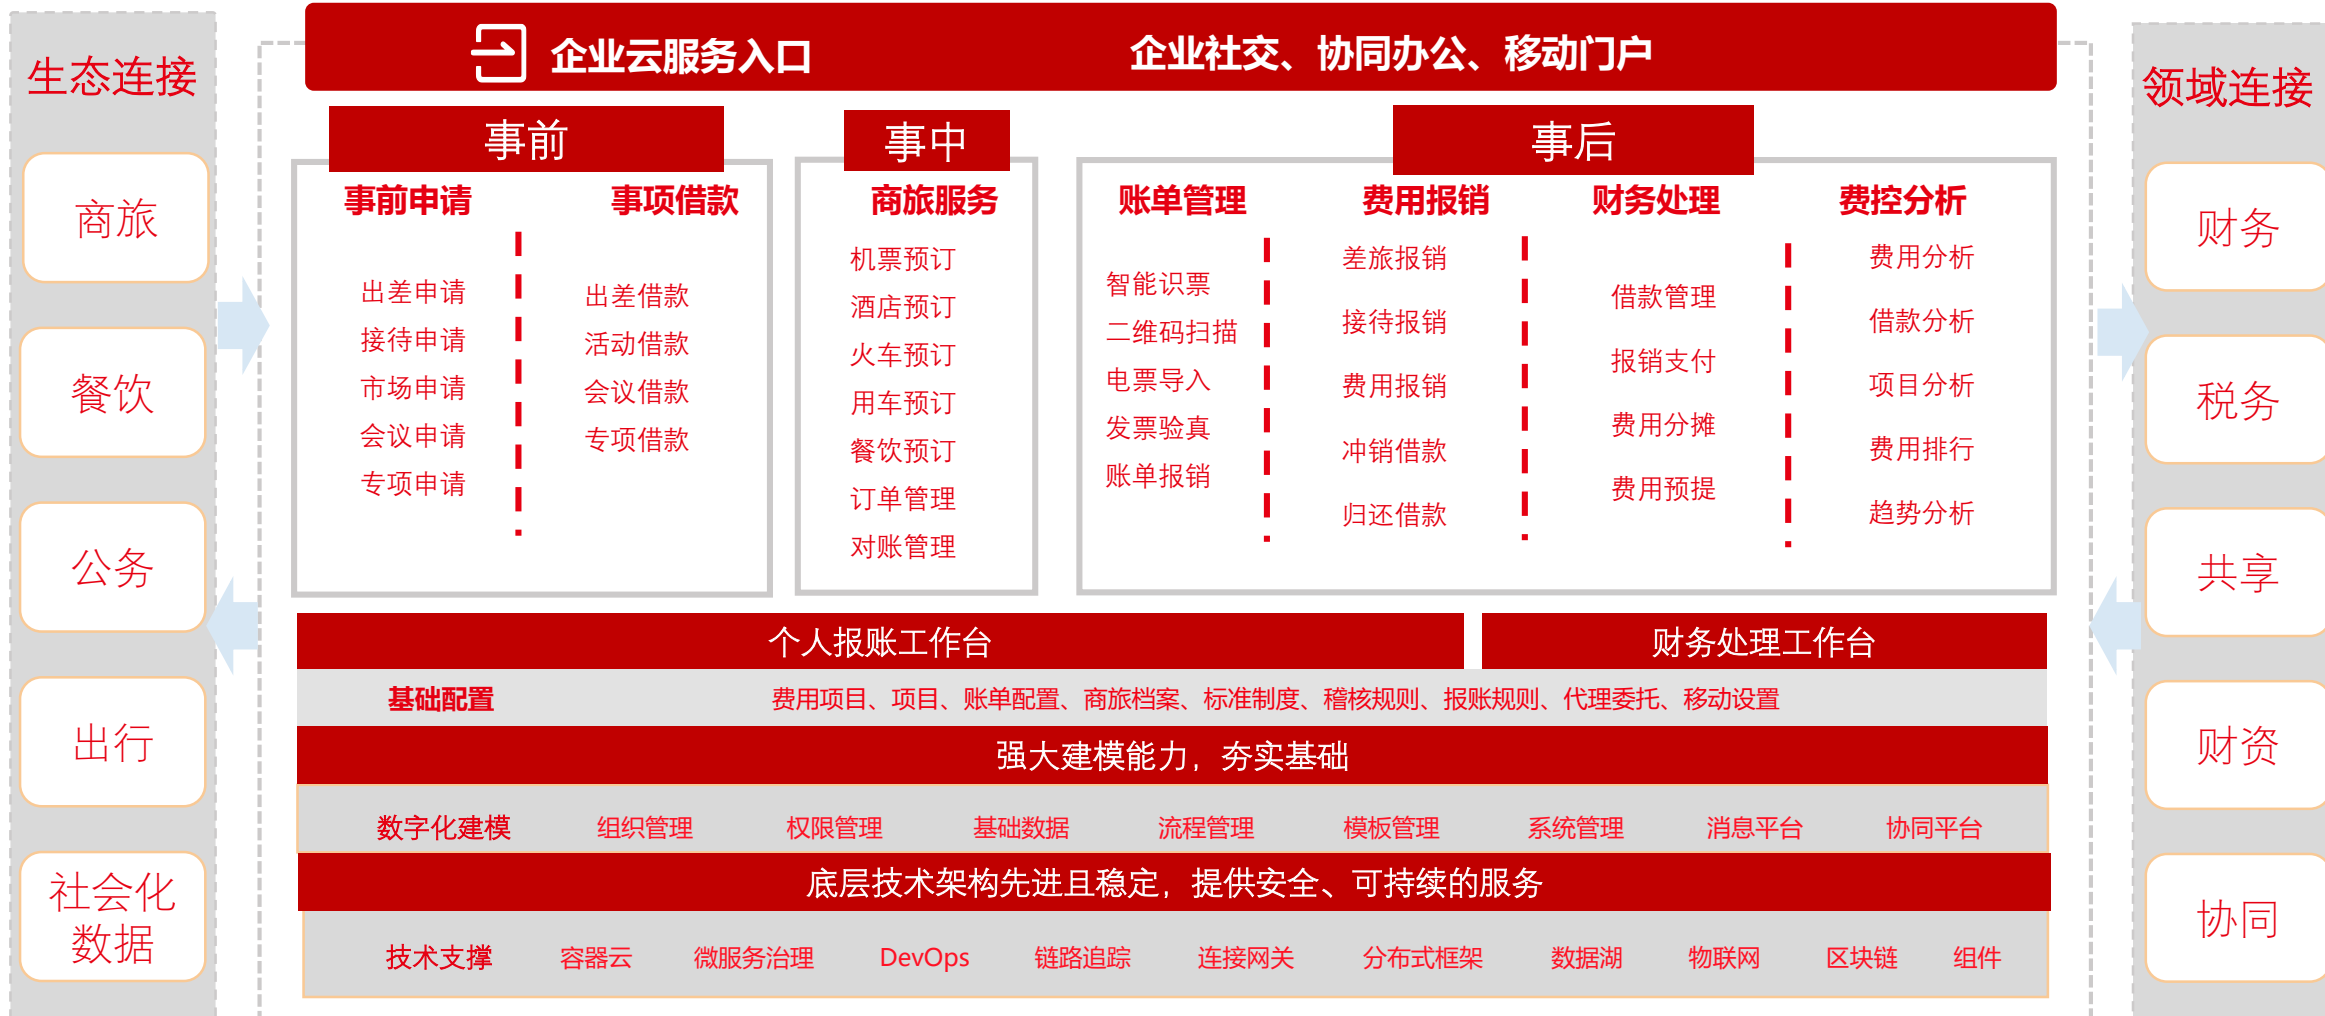 企业云服务入口
企业社交、协同办公、移动门户
生态连接
商旅
餐饮
公务
出行
社会化
数据
事前
事前申请
出差申请
接待申请
市场申请
会议申请
专项申请
事项借款
出差借款
活动借款
会议借款
专项借款
事中
商旅服务
机票预订
酒店预订
火车预订
用车预订
餐饮预订
订单管理
对账管理
事后
账单管理
智能识票
二维码扫描
电票导入
发票验真
账单报销
费用报销
差旅报销
接待报销
费用报销
冲销借款
归还借款
财务处理
借款管理
报销支付
费用分摊
费用预提
费控分析
费用分析
借款分析
项目分析
费用排行
趋势分析
个人报账工作台
财务处理工作台
基础配置
费用项目、项目、账单配置、商旅档案、标准制度、稽核规则、报账规则、代理委托、移动设置
强大建模能力，夯实基础
数字化建模
组织管理
权限管理
基础数据
流程管理
模板管理
系统管理
消息平台
协同平台
底层技术架构先进且稳定，提供安全、可持续的服务
技术支撑
容器云
微服务治理
DevOps
链路追踪
连接网关
分布式框架
数据湖
物联网
区块链
组件
领域连接
财务
税务
共享
财资
协同